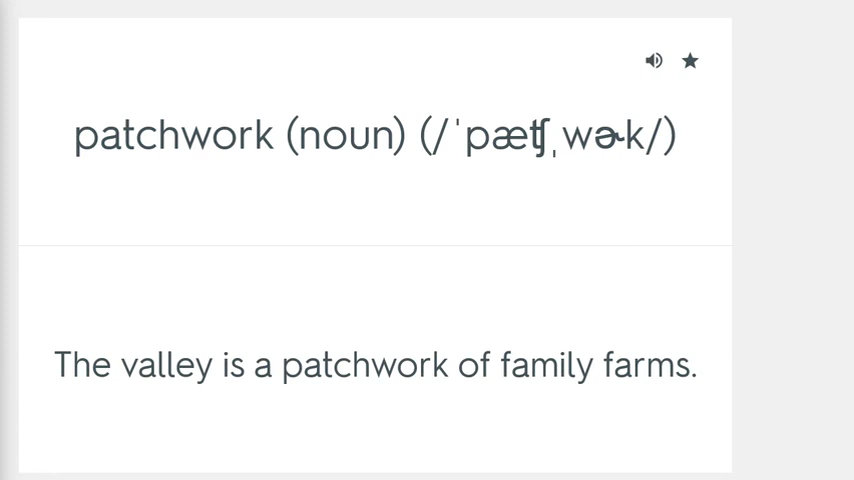 patchwork (noun) (/ˈpætʃˌwɚk/)
The valley is a patchwork of family farms.